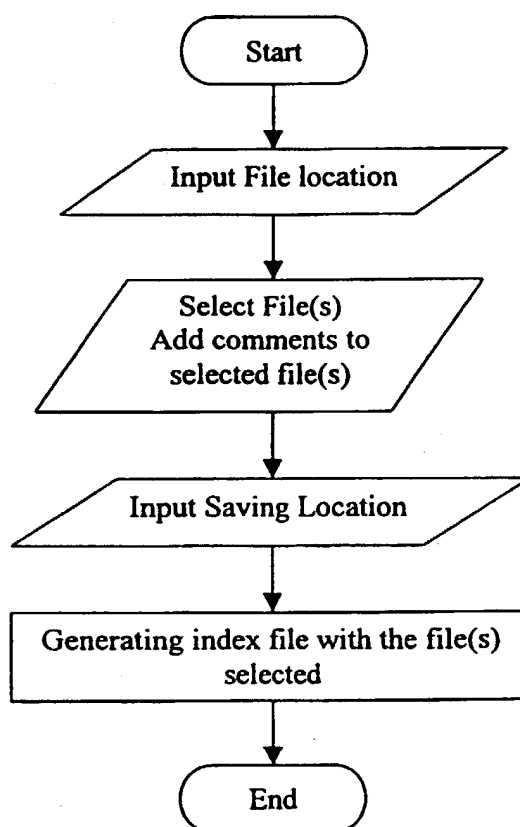 Start
Input File location
Select File(s)
Add comments to
selected file(s)
Input Saving Location
Generating index file with the file(s)
selected
End